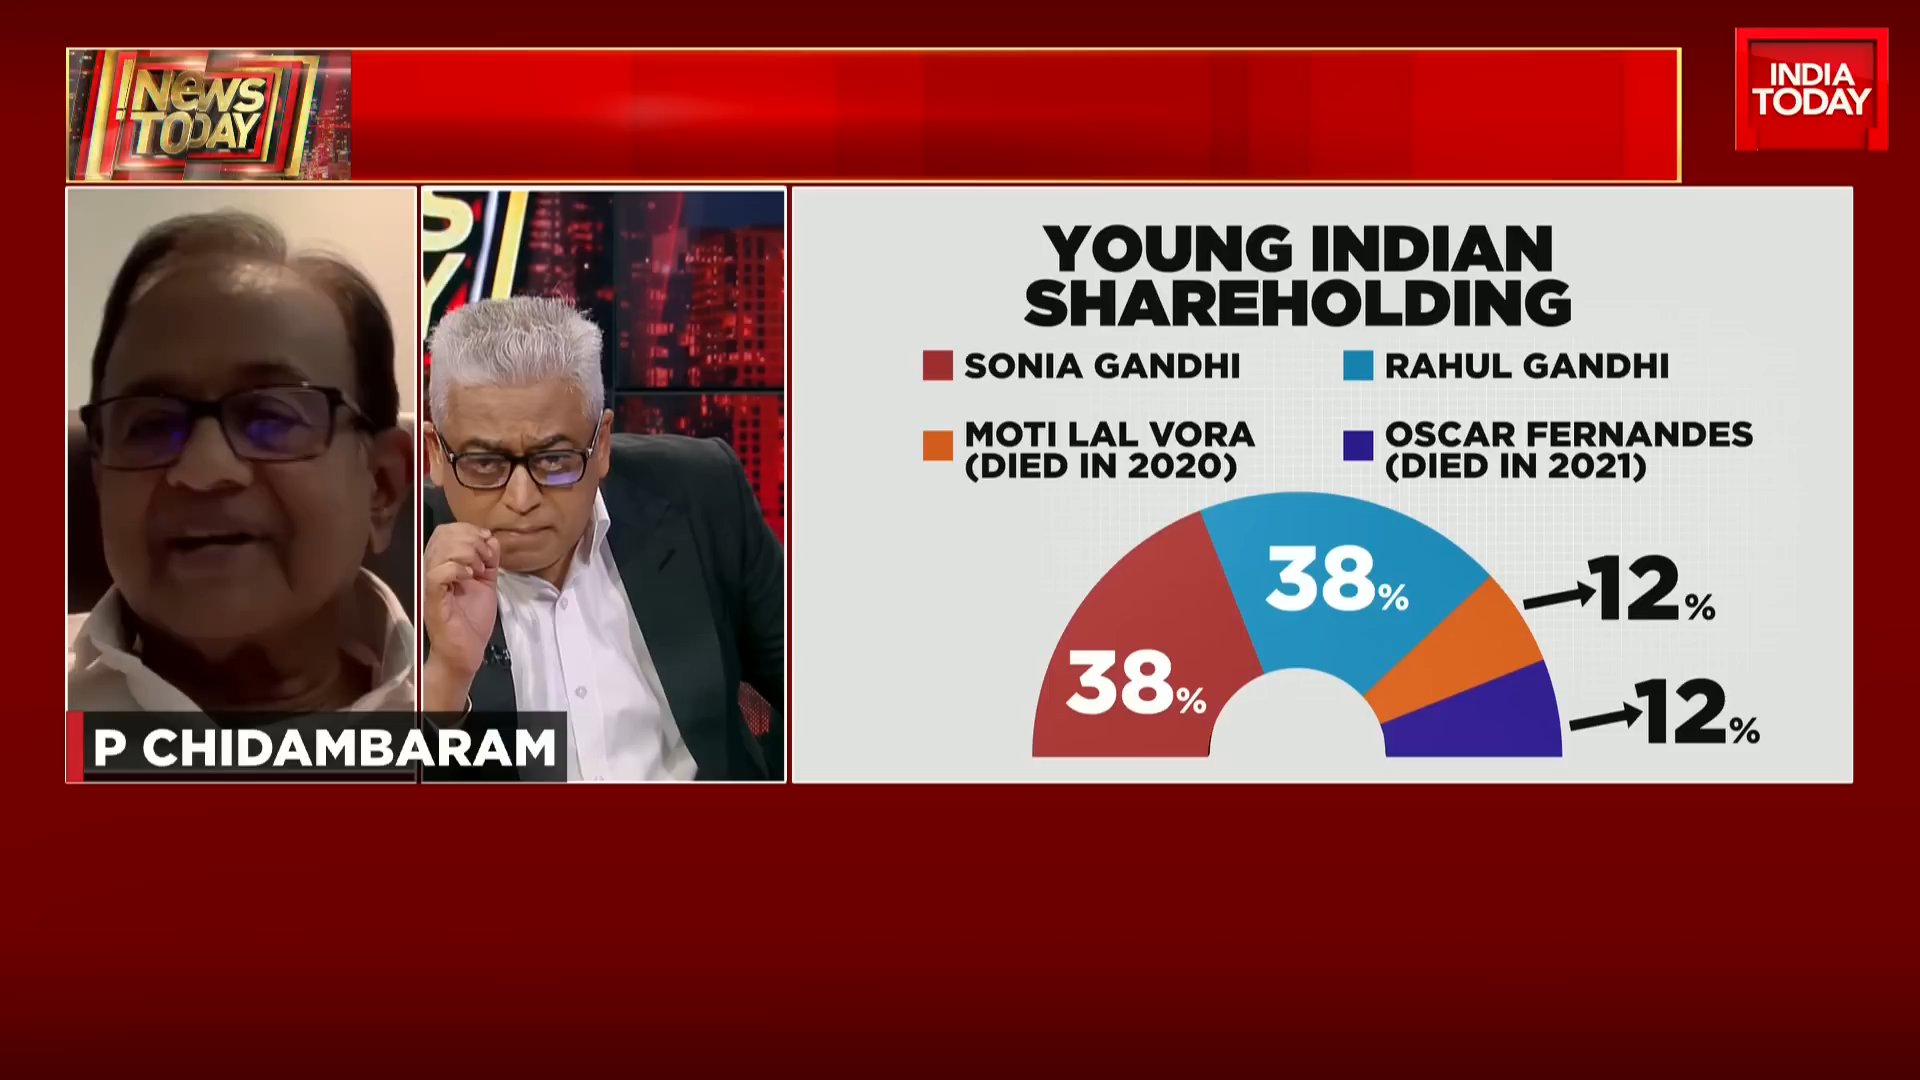 NEWS
TODAY
INDIA
TODAY
P CHIDAMBARAM
YOUNG INDIAN
SHAREHOLDING
SONIA GANDHI
RAHUL GANDHI
MOTI LAL VORA
(DIED IN 2020)
OSCAR FERNANDES
(DIED IN 2021)
38%
38%
12%
12%